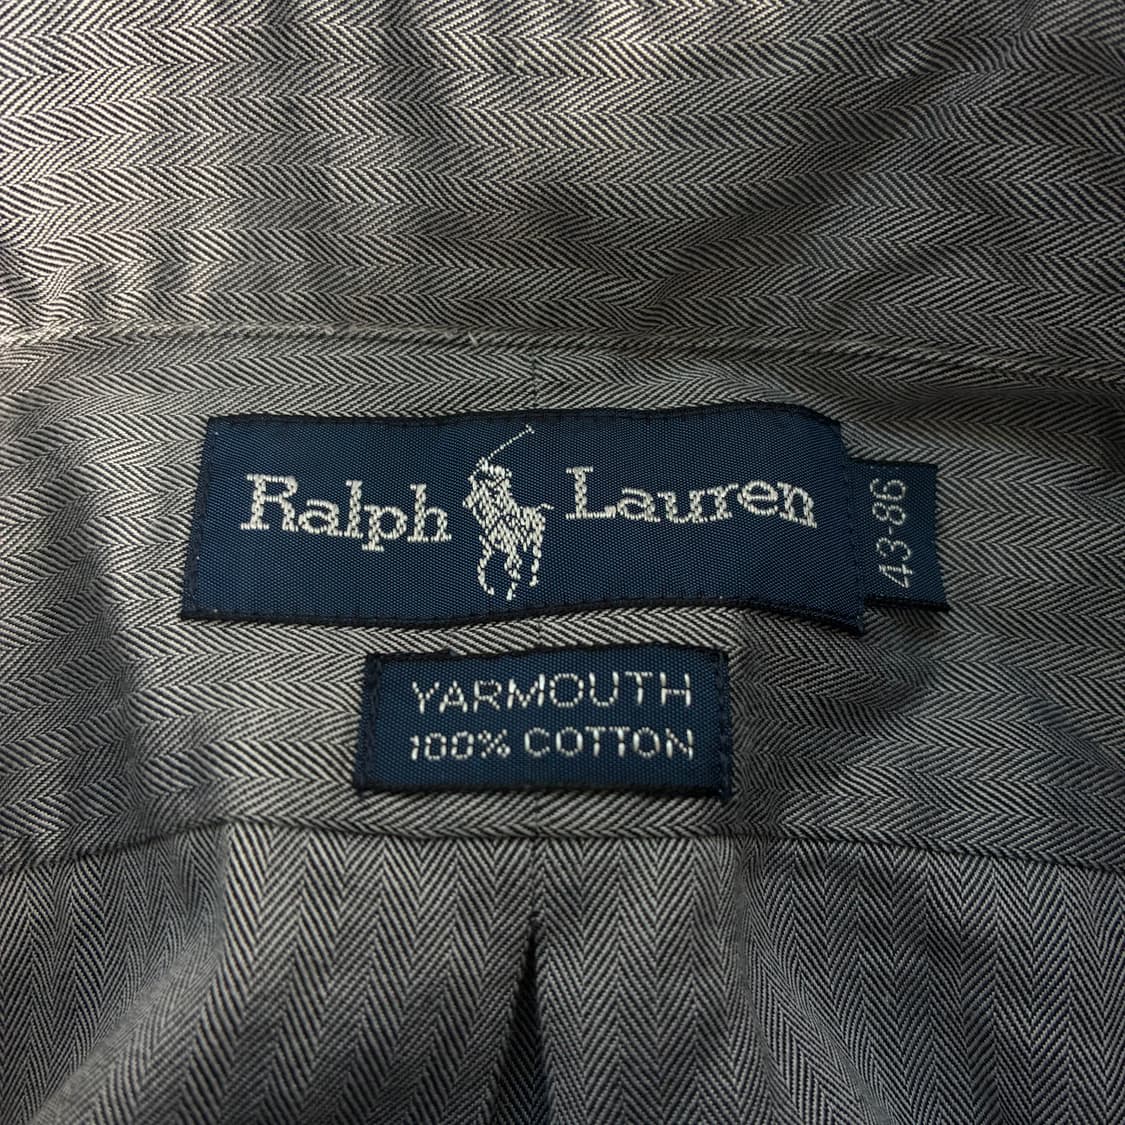 Ralph Lauren
43-86
YARMOUTH
100% COTTON